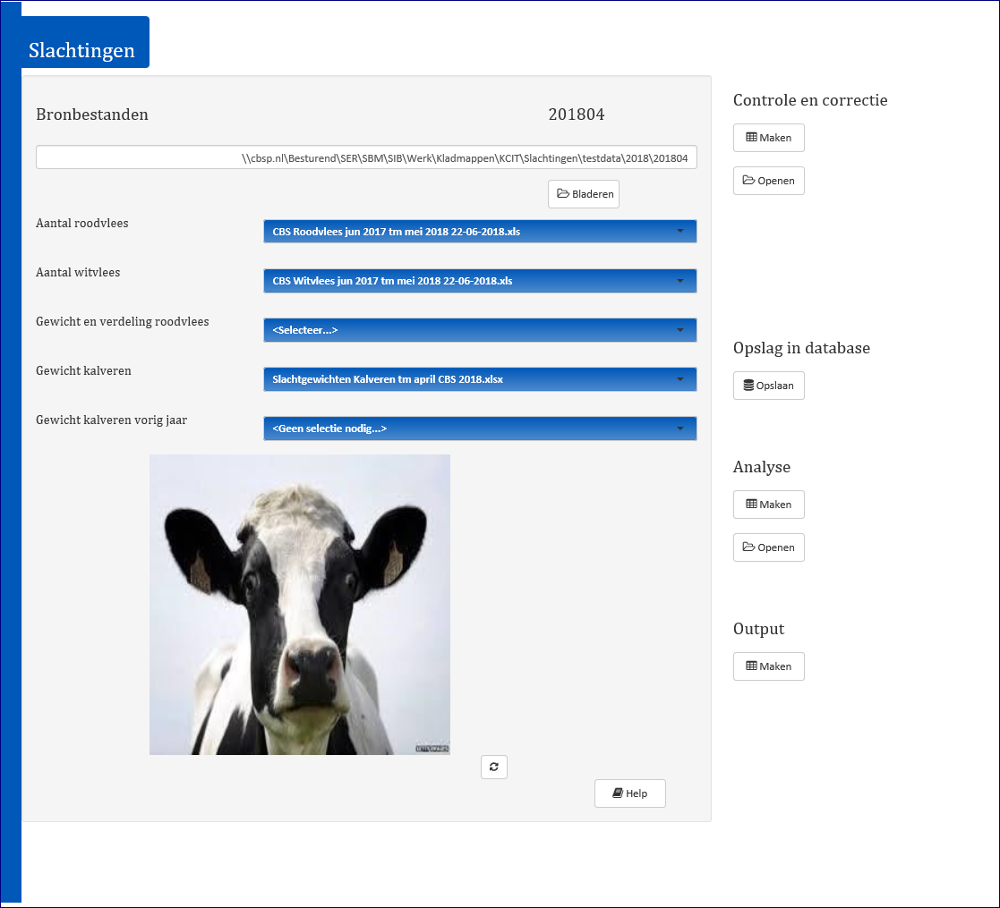 Slachtingen
Bronbestanden 201804
\\cbsp.nl\Besturend\SER\SBM\SIB\Werk\Kladmappen\KCIT\Slachtingen\testdata\2018\201804
Bladeren
Aantal roodvlees
CBS Roodvlees jun 2017 tm mei 2018 22-06-2018.xls
Aantal witvlees
CBS Witvlees jun 2017 tm mei 2018 22-06-2018.xls
Gewicht en verdeling roodvlees
<Selecteer...>
Gewicht kalveren
Slachtgewichten Kalveren tm april CBS 2018.xlsx
Gewicht kalveren vorig jaar
<Geen selectie nodig...>
Help
Controle en correctie
Maken
Openen
Opslag in database
Opslaan
Analyse
Maken
Openen
Output
Maken